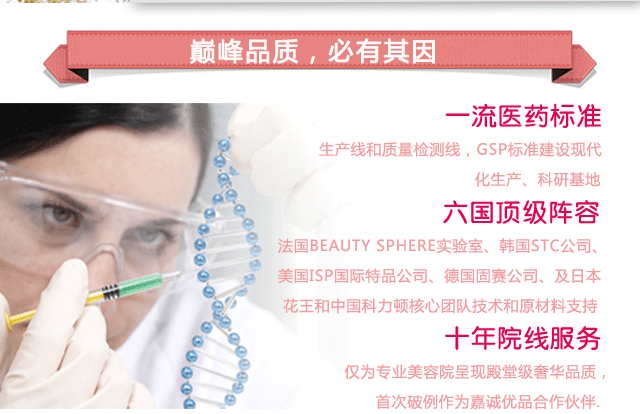 巅峰品质，必有其因
一流医药标准
生产线和质量检测线，GSP标准建设现代
化生产、科研基地
六国顶级阵容
法国BEAUTY SPHERE实验室、韩国STC公司、
美国ISP国际特品公司、德国固赛公司、及日本
花王和中国科力顿核心团队技术和原材料支持
十年院线服务
仅为专业美容院呈现殿堂级奢华品质，
首次破例作为嘉诚优品合作伙伴.